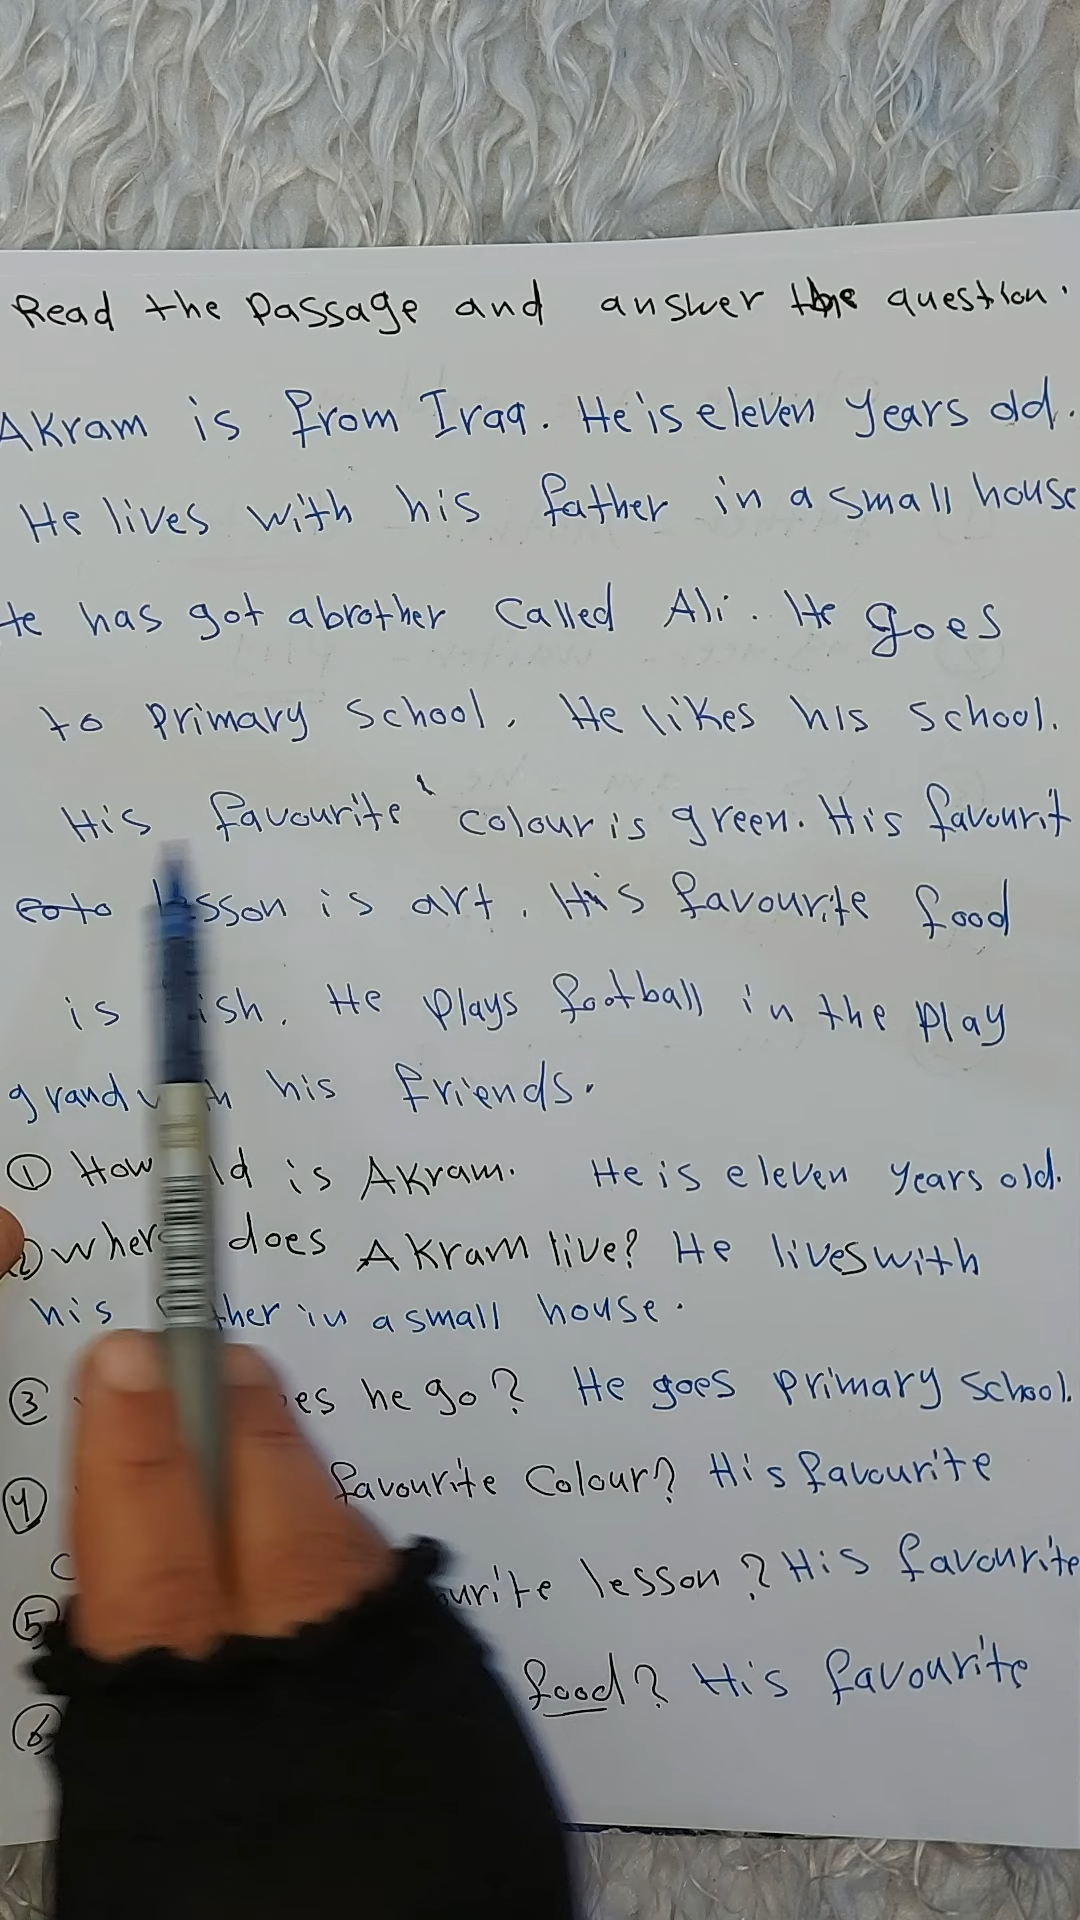 Read the Passage and answer the question.
Akram is from Iraq. He is eleven years old.
He lives with his father in a small house
He has got a brother Called Ali. He goes
to Primary School. He likes his School.
His favourite colour is green. His favourit
lesson is art. His favourite food
is He Plays football in the Play
grand his friends.
① How is Akram. He is eleven years old.
② where does Akram live? He lives with
his in a small house.
③ he go? He goes Primary School.
④ favourite Colour? His favourite
⑤ lesson? His favourite
⑥ food? His favourite